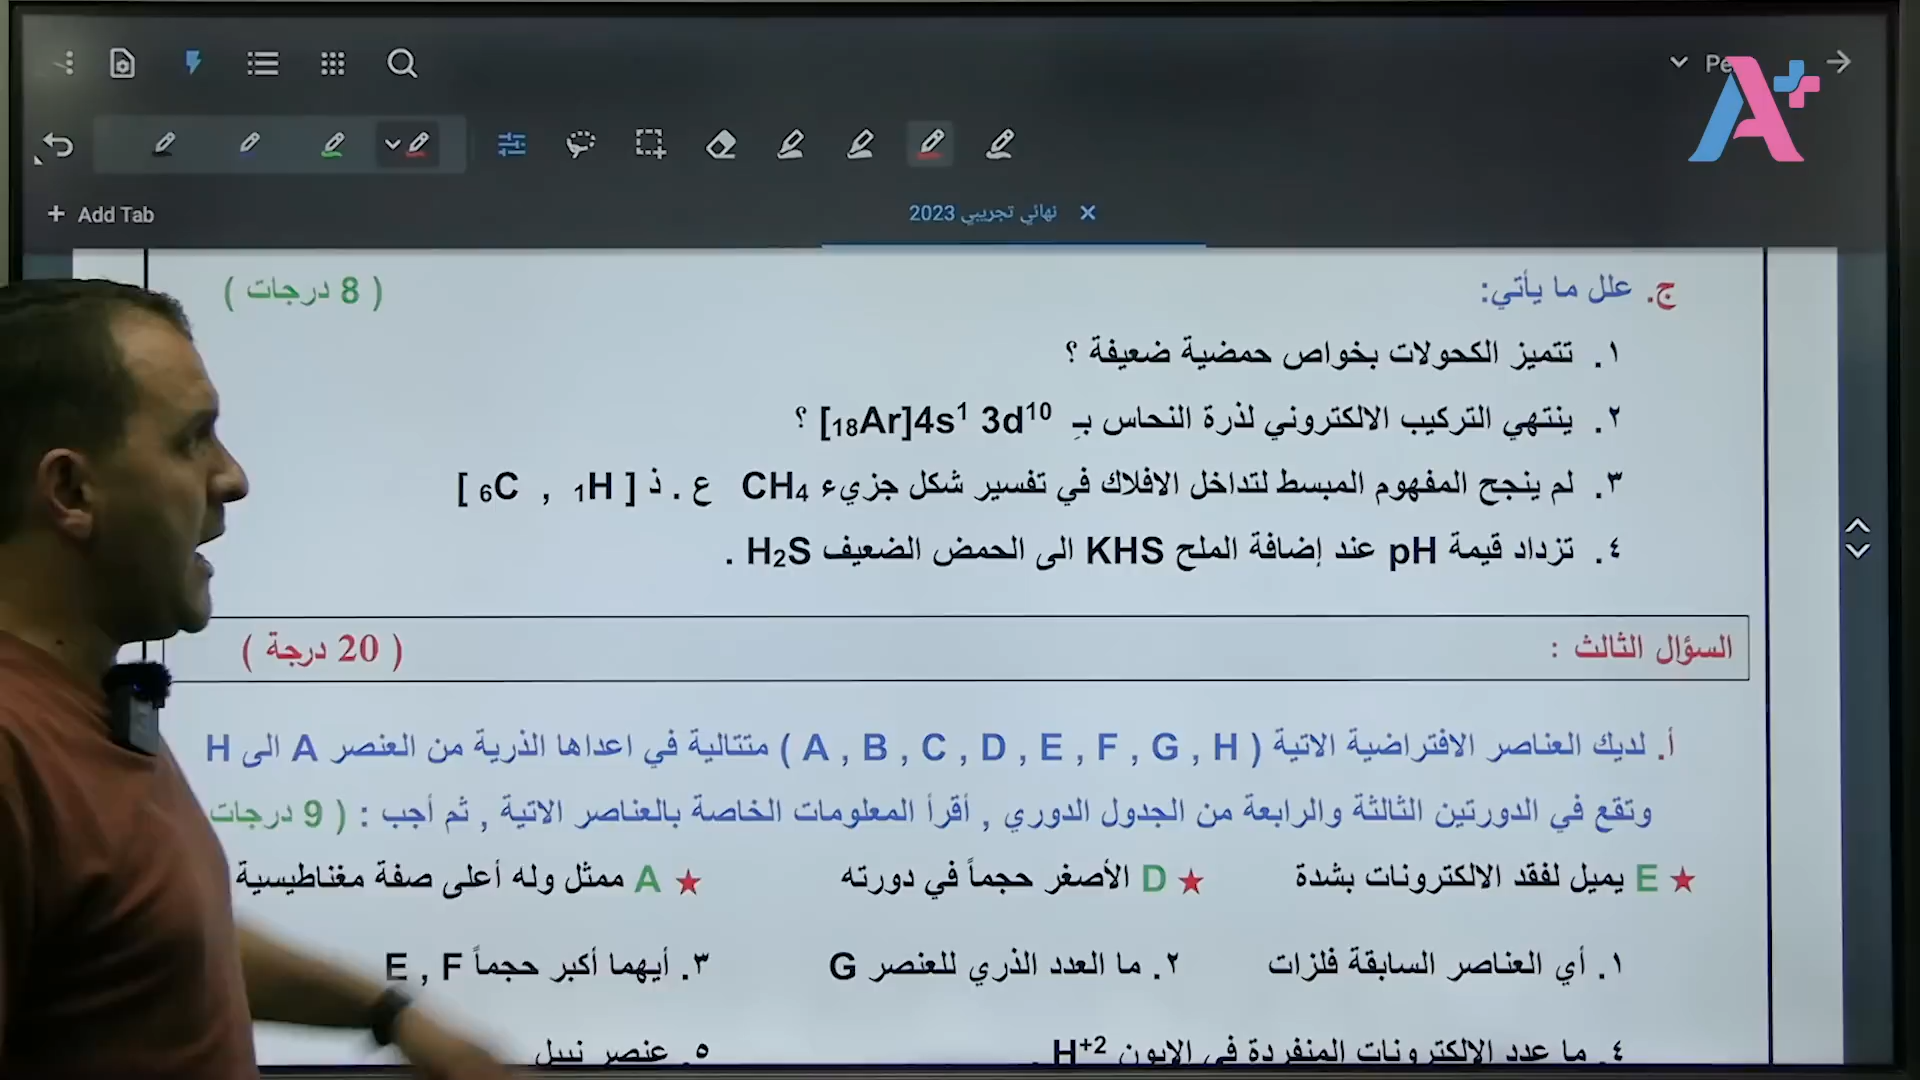 + Add Tab
نهائي تجريبي 2023 ×
A+
ج. علل ما يأتي: ( 8 درجات )
١. تتميز الكحولات بخواص حمضية ضعيفة ؟
٢. ينتهي التركيب الالكتروني لذرة النحاس بـِ [₁₈Ar]4s¹ 3d¹⁰ ؟
٣. لم ينجح المفهوم المبسط لتداخل الافلاك في تفسير شكل جزيء CH₄ ع . ذ [ ₆C , ₁H ]
٤. تزداد قيمة pH عند إضافة الملح KHS الى الحمض الضعيف H₂S .
السؤال الثالث : ( 20 درجة )
أ. لديك العناصر الافتراضية الاتية ( A , B , C , D , E , F , G , H ) متتالية في اعداها الذرية من العنصر A الى H
وتقع في الدورتين الثالثة والرابعة من الجدول الدوري , أقرأ المعلومات الخاصة بالعناصر الاتية , ثم أجب : ( 9 درجات
★ E يميل لفقد الالكترونات بشدة ★ D الأصغر حجماً في دورته ★ A ممثل وله أعلى صفة مغناطيسية
١. أي العناصر السابقة فلزات ٢. ما العدد الذري للعنصر G ٣. أيهما أكبر حجماً E , F
٤. ما عدد الالكترونات المنفردة في الايون H⁺² . ٥. عنصر نبيل